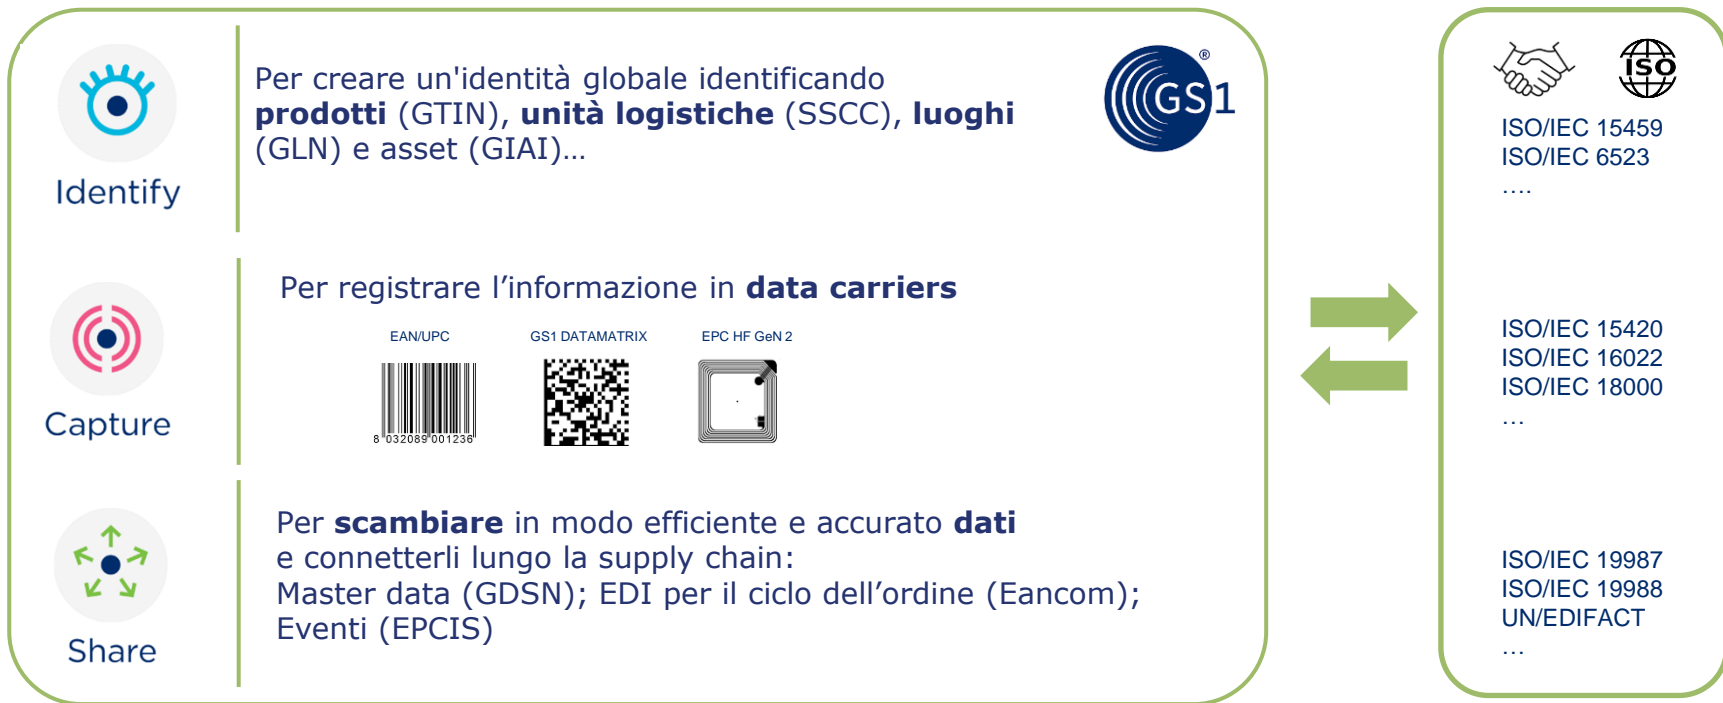 Identify
Per creare un'identità globale identificando
prodotti (GTIN), unità logistiche (SSCC), luoghi
(GLN) e asset (GIAI)…
GS1
®
ISO
ISO/IEC 15459
ISO/IEC 6523
….
Capture
Per registrare l’informazione in data carriers
EAN/UPC
GS1 DATAMATRIX
EPC HF GeN 2
8 032089 001236
ISO/IEC 15420
ISO/IEC 16022
ISO/IEC 18000
…
Share
Per scambiare in modo efficiente e accurato dati
e connetterli lungo la supply chain:
Master data (GDSN); EDI per il ciclo dell’ordine (Eancom);
Eventi (EPCIS)
ISO/IEC 19987
ISO/IEC 19988
UN/EDIFACT
…